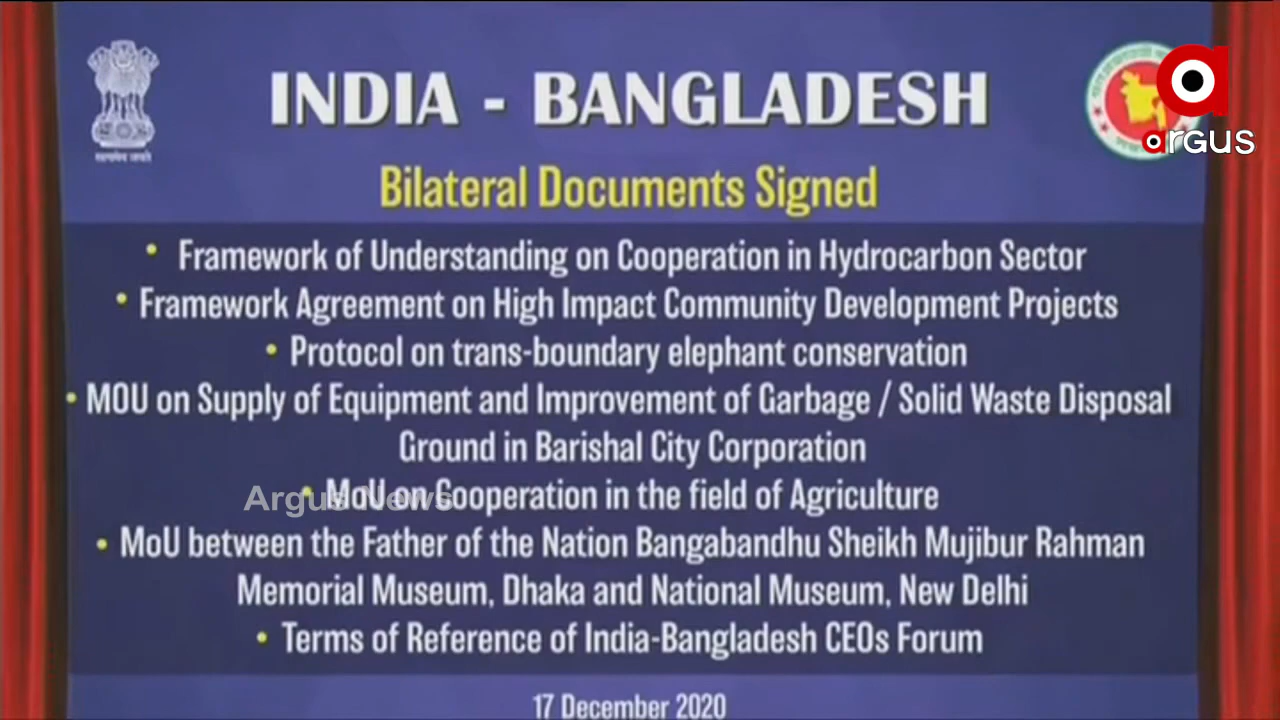 INDIA - BANGLADESH
argus
Bilateral Documents Signed
• Framework of Understanding on Cooperation in Hydrocarbon Sector
• Framework Agreement on High Impact Community Development Projects
• Protocol on trans-boundary elephant conservation
• MOU on Supply of Equipment and Improvement of Garbage / Solid Waste Disposal
Ground in Barishal City Corporation
• MoU on Cooperation in the field of Agriculture
Argus News
• MoU between the Father of the Nation Bangabandhu Sheikh Mujibur Rahman
Memorial Museum, Dhaka and National Museum, New Delhi
• Terms of Reference of India-Bangladesh CEOs Forum
17 December 2020